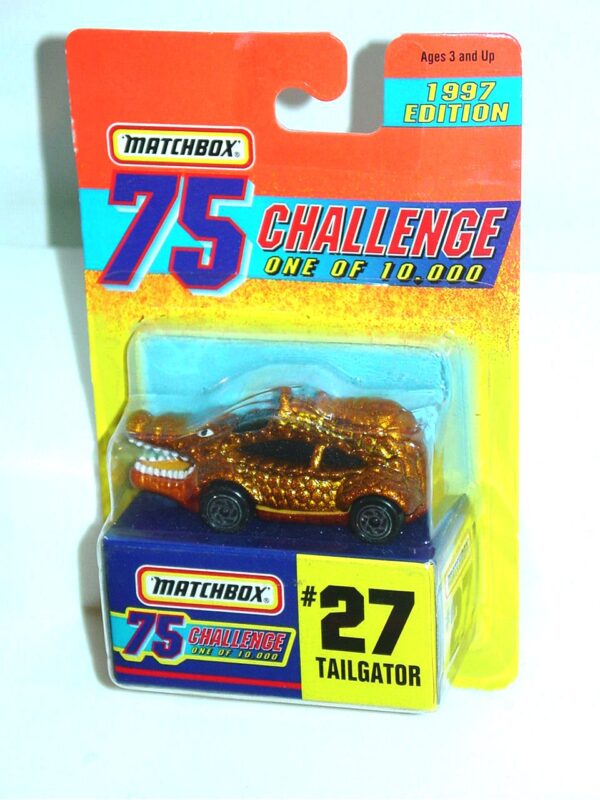 Ages 3 and Up
1997
EDITION
MATCHBOX®
75 CHALLENGE
ONE OF 10,000
MATCHBOX®
75 CHALLENGE
ONE OF 10,000
#27
TAILGATOR